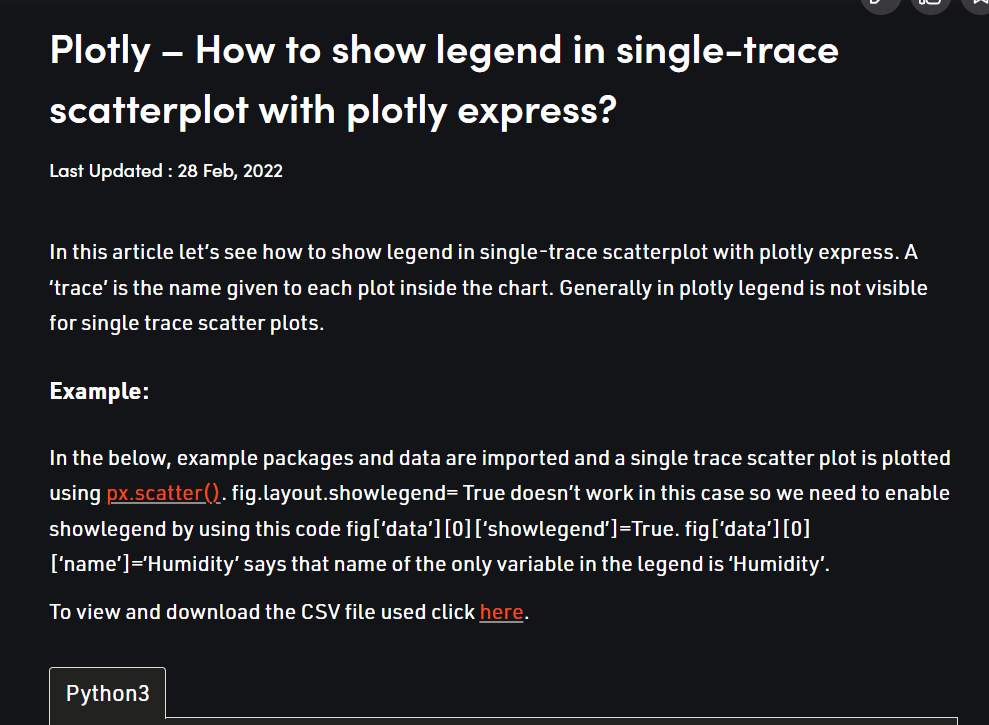 Plotly – How to show legend in single-trace
scatterplot with plotly express?
Last Updated : 28 Feb, 2022
In this article let’s see how to show legend in single-trace scatterplot with plotly express. A
‘trace’ is the name given to each plot inside the chart. Generally in plotly legend is not visible
for single trace scatter plots.
Example:
In the below, example packages and data are imported and a single trace scatter plot is plotted
using px.scatter(). fig.layout.showlegend= True doesn’t work in this case so we need to enable
showlegend by using this code fig[‘data’][0][‘showlegend’]=True. fig[‘data’][0]
[‘name’]=’Humidity’ says that name of the only variable in the legend is ‘Humidity’.
To view and download the CSV file used click here.
Python3